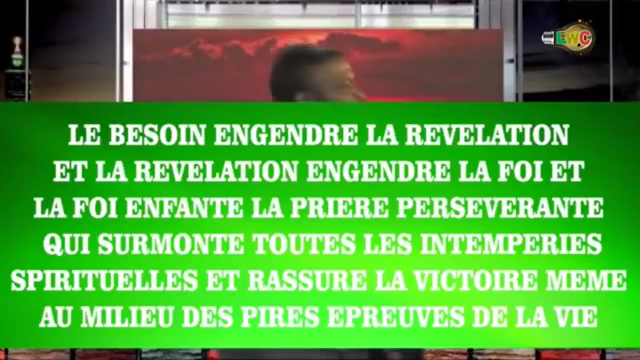 EWC
LE BESOIN ENGENDRE LA REVELATION
ET LA REVELATION ENGENDRE LA FOI ET
LA FOI ENFANTE LA PRIERE PERSEVERANTE
QUI SURMONTE TOUTES LES INTEMPERIES
SPIRITUELLES ET RASSURE LA VICTOIRE MEME
AU MILIEU DES PIRES EPREUVES DE LA VIE